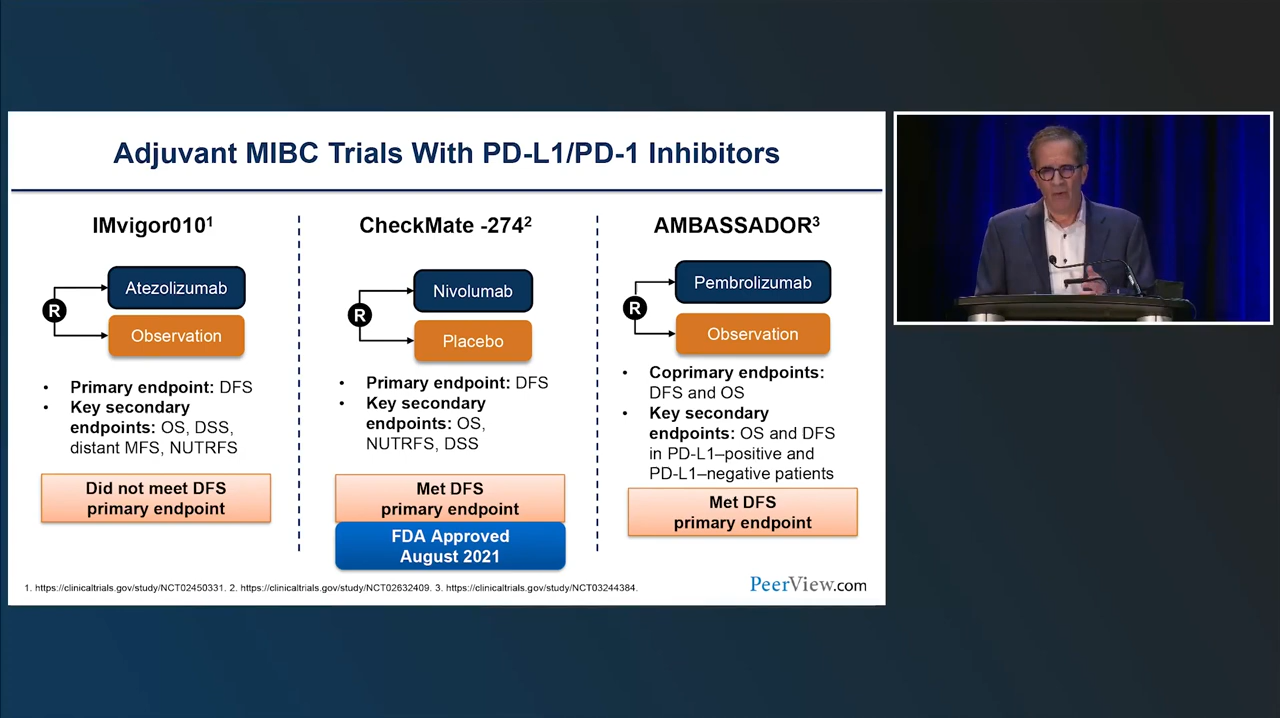 Adjuvant MIBC Trials With PD-L1/PD-1 Inhibitors
IMvigor010¹
R
Atezolizumab
Observation
• Primary endpoint: DFS
• Key secondary
endpoints: OS, DSS,
distant MFS, NUTRFS
Did not meet DFS
primary endpoint
CheckMate -274²
R
Nivolumab
Placebo
• Primary endpoint: DFS
• Key secondary
endpoints: OS,
NUTRFS, DSS
Met DFS
primary endpoint
FDA Approved
August 2021
AMBASSADOR³
R
Pembrolizumab
Observation
• Coprimary endpoints:
DFS and OS
• Key secondary
endpoints: OS and DFS
in PD-L1–positive and
PD-L1–negative patients
Met DFS
primary endpoint
1. https://clinicaltrials.gov/study/NCT02450331. 2. https://clinicaltrials.gov/study/NCT02632409. 3. https://clinicaltrials.gov/study/NCT03244384.
PeerView.com